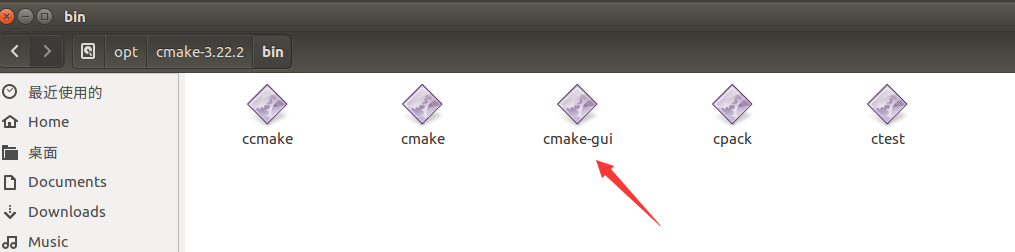 bin
opt cmake-3.22.2 bin
最近使用的
Home
桌面
Documents
Downloads
Music
ccmake cmake cmake-gui cpack ctest